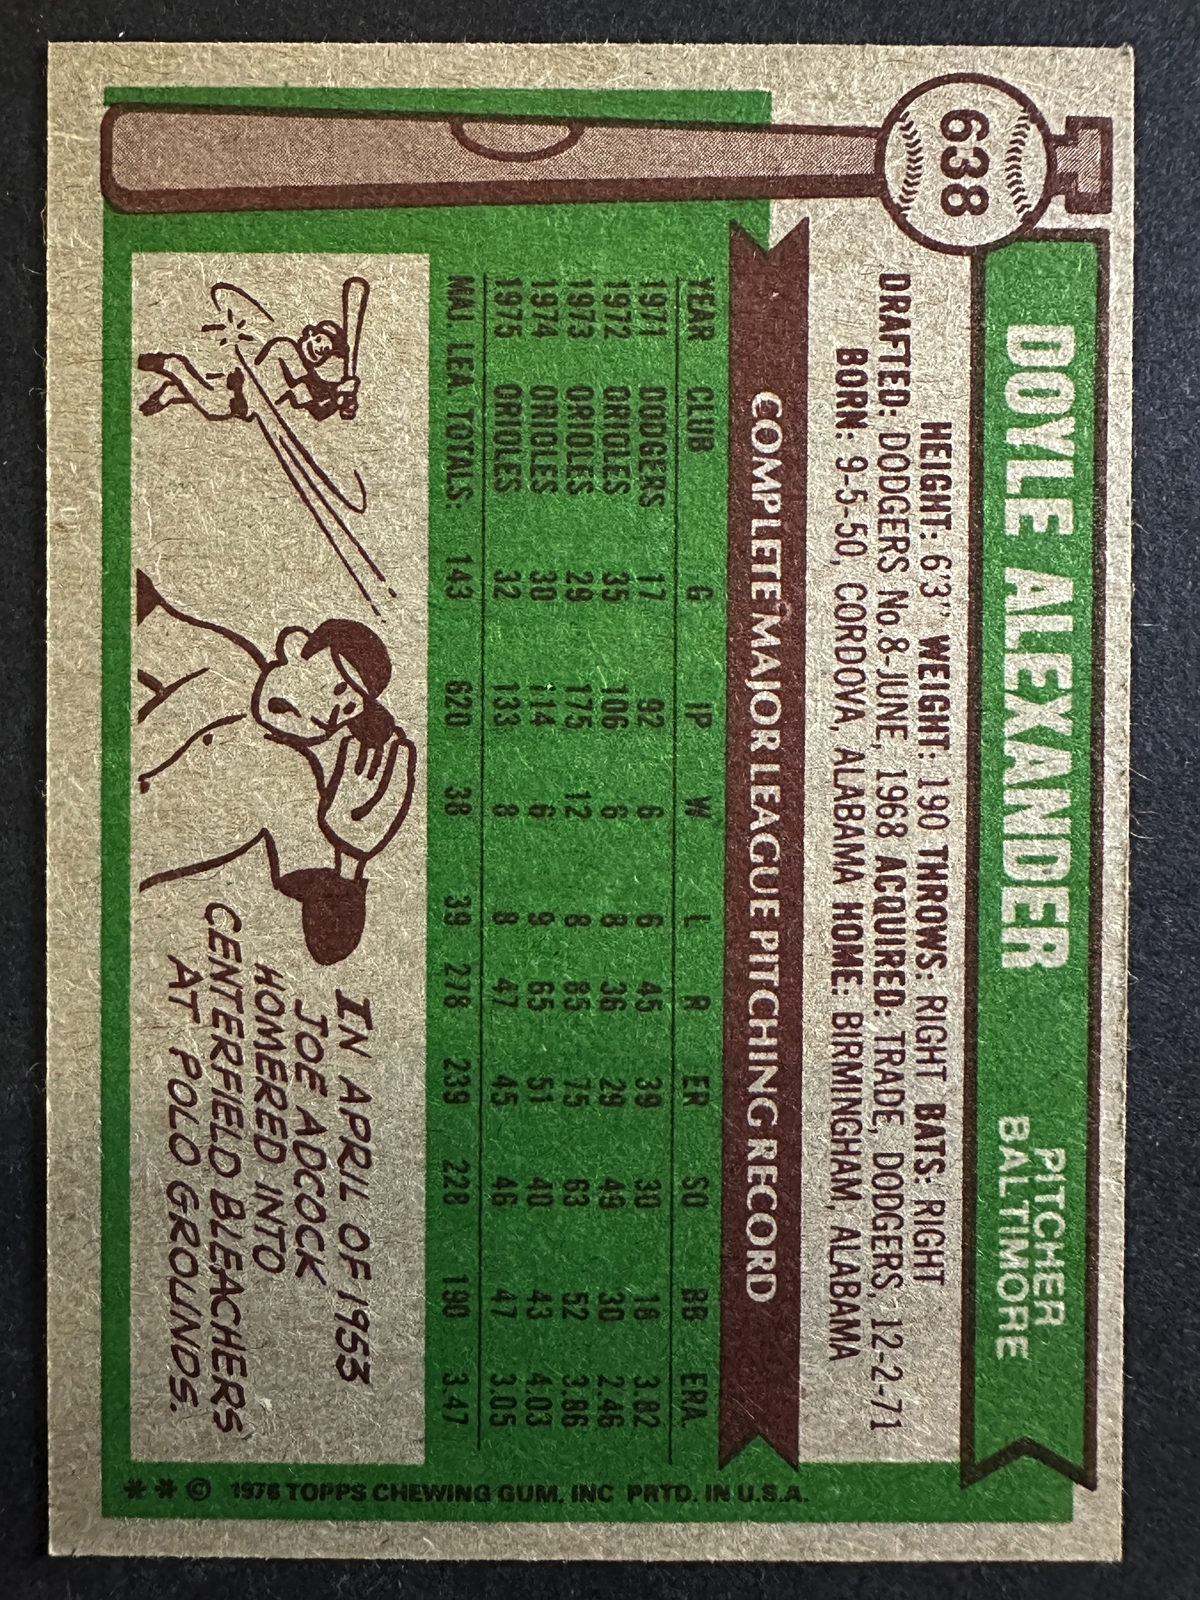 638
DOYLE ALEXANDER
PITCHER
BALTIMORE
HEIGHT: 6'3" WEIGHT: 190 THROWS: RIGHT BATS: RIGHT
DRAFTED: DODGERS No.8-JUNE, 1968 ACQUIRED: TRADE, DODGERS, 12-2-71
BORN: 9-5-50, CORDOVA, ALABAMA HOME: BIRMINGHAM, ALABAMA
COMPLETE MAJOR LEAGUE PITCHING RECORD
YEAR CLUB G IP W L R ER SO BB ERA
1971 DODGERS 17 92 6 6 45 39 30 18 3.82
1972 ORIOLES 35 106 6 8 36 29 49 30 2.46
1973 ORIOLES 29 175 12 8 85 75 63 52 3.86
1974 ORIOLES 30 114 6 9 65 51 40 43 4.03
1975 ORIOLES 32 133 8 8 47 45 46 47 3.05
MAJ. LEA TOTALS: 143 620 38 39 278 239 228 190 3.47
IN APRIL OF 1953
JOE ADCOCK
HOMERED INTO
CENTERFIELD BLEACHERS
AT POLO GROUNDS.
** © 1976 TOPPS CHEWING GUM, INC PRTD. IN U.S.A.